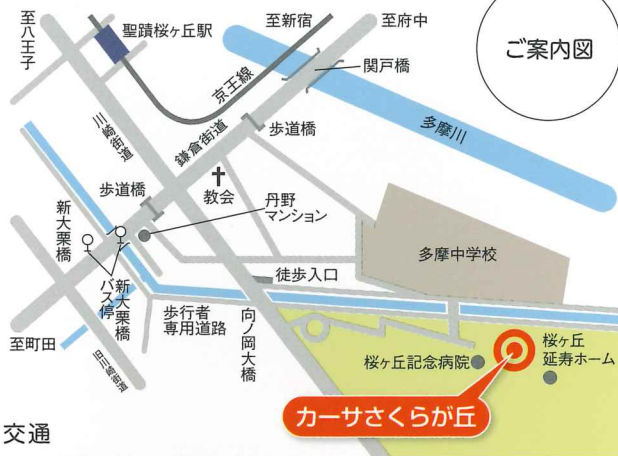 至八王子
聖蹟桜ヶ丘駅
至新宿
至府中
ご案内図
関戸橋
京王線
川崎街道
鎌倉街道
歩道橋
多摩川
教会
歩道橋
丹野
マンション
新大栗橋
多摩中学校
バス停
新大栗橋
徒歩入口
歩行者
専用道路
向ノ岡大橋
至町田
旧川崎街道
桜ヶ丘記念病院
桜ヶ丘
延寿ホーム
カーサさくらが丘
交通